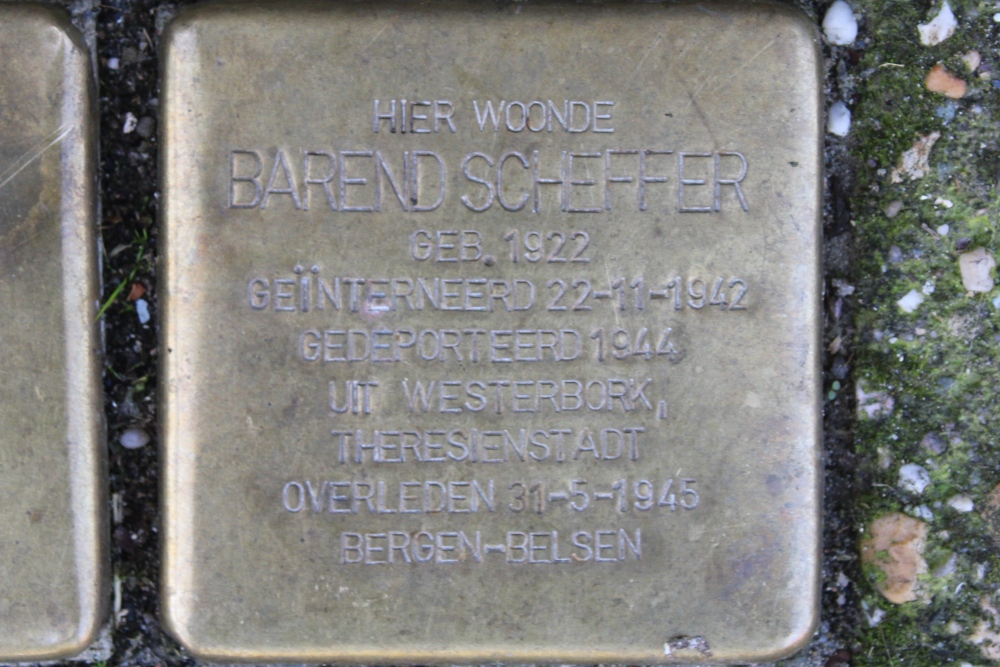 HIER WOONDE
BAREND SCHEFFER
GEB. 1922
GEÏNTERNEERD 22-11-1942
GEDEPORTEERD 1944
UIT WESTERBORK,
THERESIENSTADT
OVERLEDEN 31-5-1945
BERGEN-BELSEN